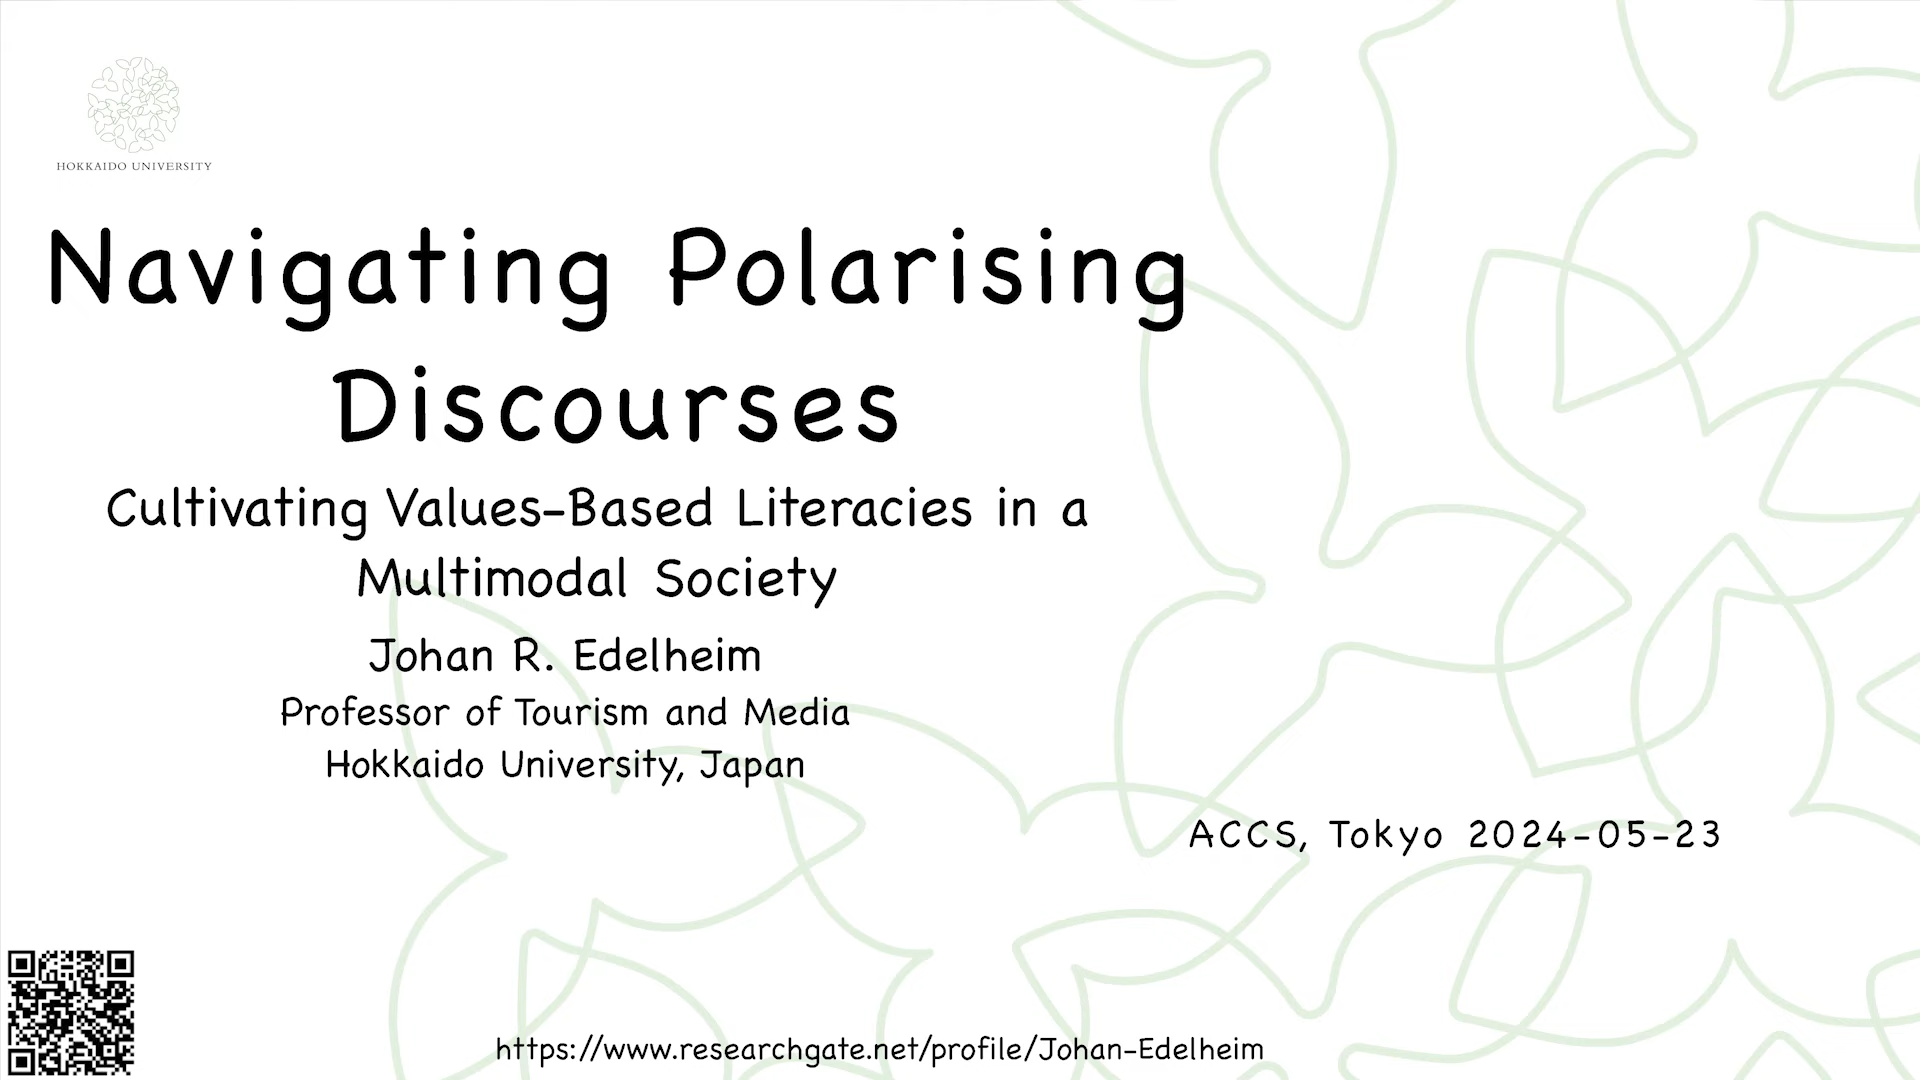 HOKKAIDO UNIVERSITY
Navigating Polarising
Discourses
Cultivating Values-Based Literacies in a
Multimodal Society
Johan R. Edelheim
Professor of Tourism and Media
Hokkaido University, Japan
ACCS, Tokyo 2024-05-23
https://www.researchgate.net/profile/Johan-Edelheim